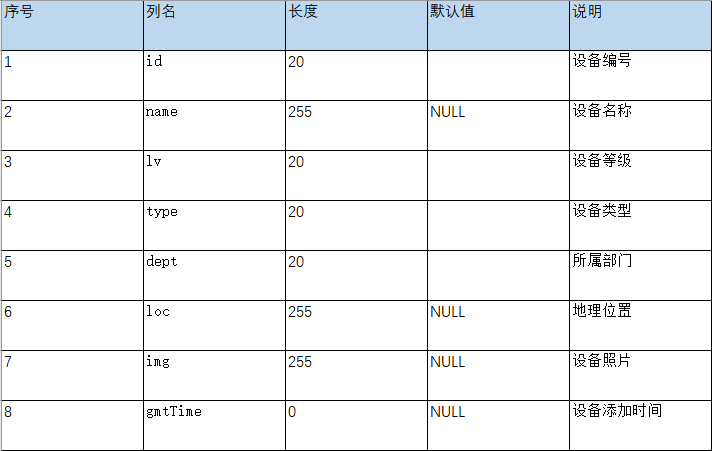 序号 列名 长度 默认值 说明
1 id 20 设备编号
2 name 255 NULL 设备名称
3 lv 20 设备等级
4 type 20 设备类型
5 dept 20 所属部门
6 loc 255 NULL 地理位置
7 img 255 NULL 设备照片
8 gmtTime 0 NULL 设备添加时间